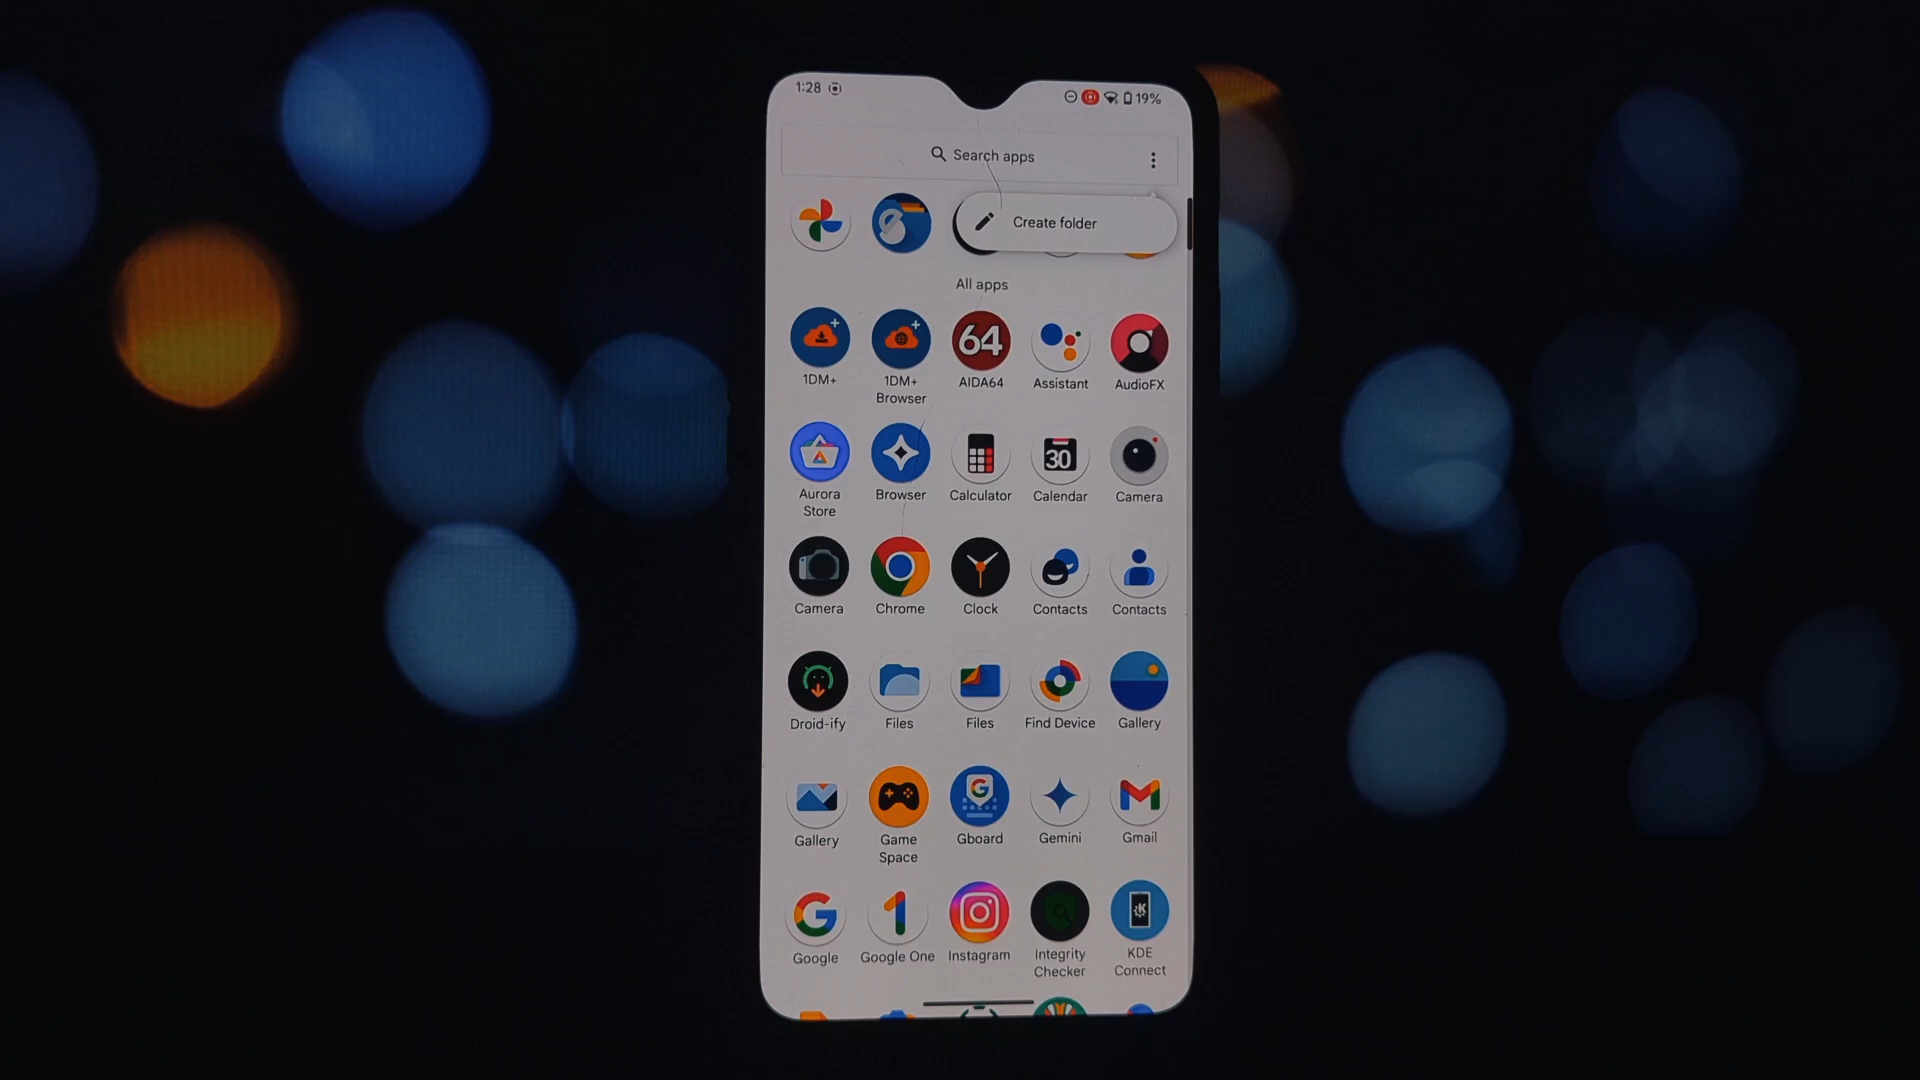 1:28
19%
Search apps
Create folder
All apps
1DM+
1DM+
Browser
64
AIDA64
Assistant
AudioFX
Aurora
Store
Browser
Calculator
30
Calendar
Camera
Camera
Chrome
Clock
Contacts
Contacts
Droid-ify
Files
Files
Find Device
Gallery
Gallery
Game
Space
Gboard
Gemini
Gmail
Google
Google One
Instagram
Integrity
Checker
KDE
Connect